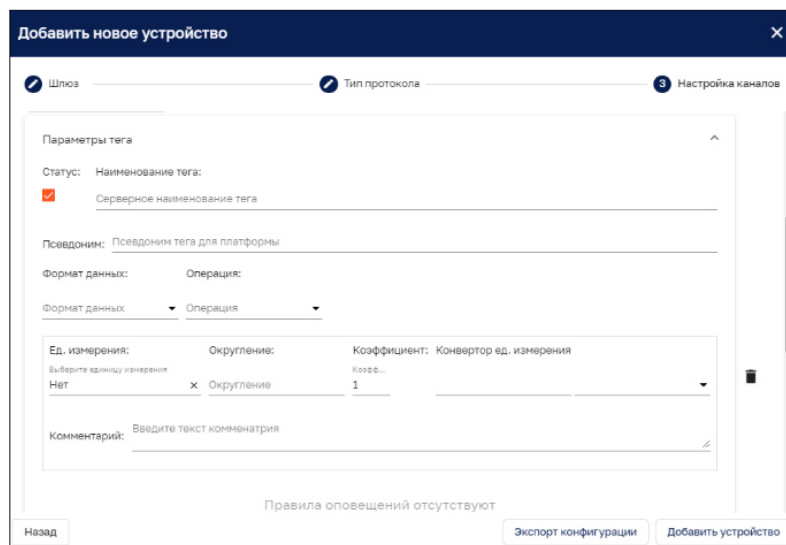 Добавить новое устройство
Шлюз
Тип протокола
3 Настройка каналов
Параметры тега
Статус: Наименование тега:
Серверное наименование тега
Псевдоним: Псевдоним тега для платформы
Формат данных: Операция:
Формат данных Операция
Ед. измерения: Округление: Коэффициент: Конвертор ед. измерения
Выберите единицу измерения Коэфф...
Нет × Округление 1
Комментарий: Введите текст комменатрия
Правила оповещений отсутствуют
Назад Экспорт конфигурации Добавить устройство